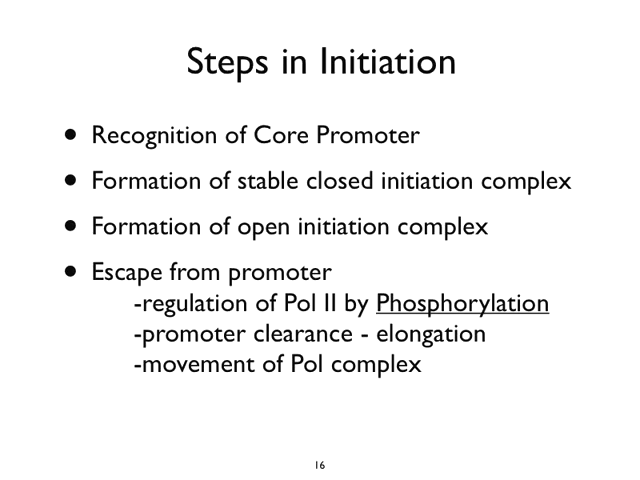 Steps in Initiation
• Recognition of Core Promoter
• Formation of stable closed initiation complex
• Formation of open initiation complex
• Escape from promoter
-regulation of Pol II by Phosphorylation
-promoter clearance - elongation
-movement of Pol complex
16